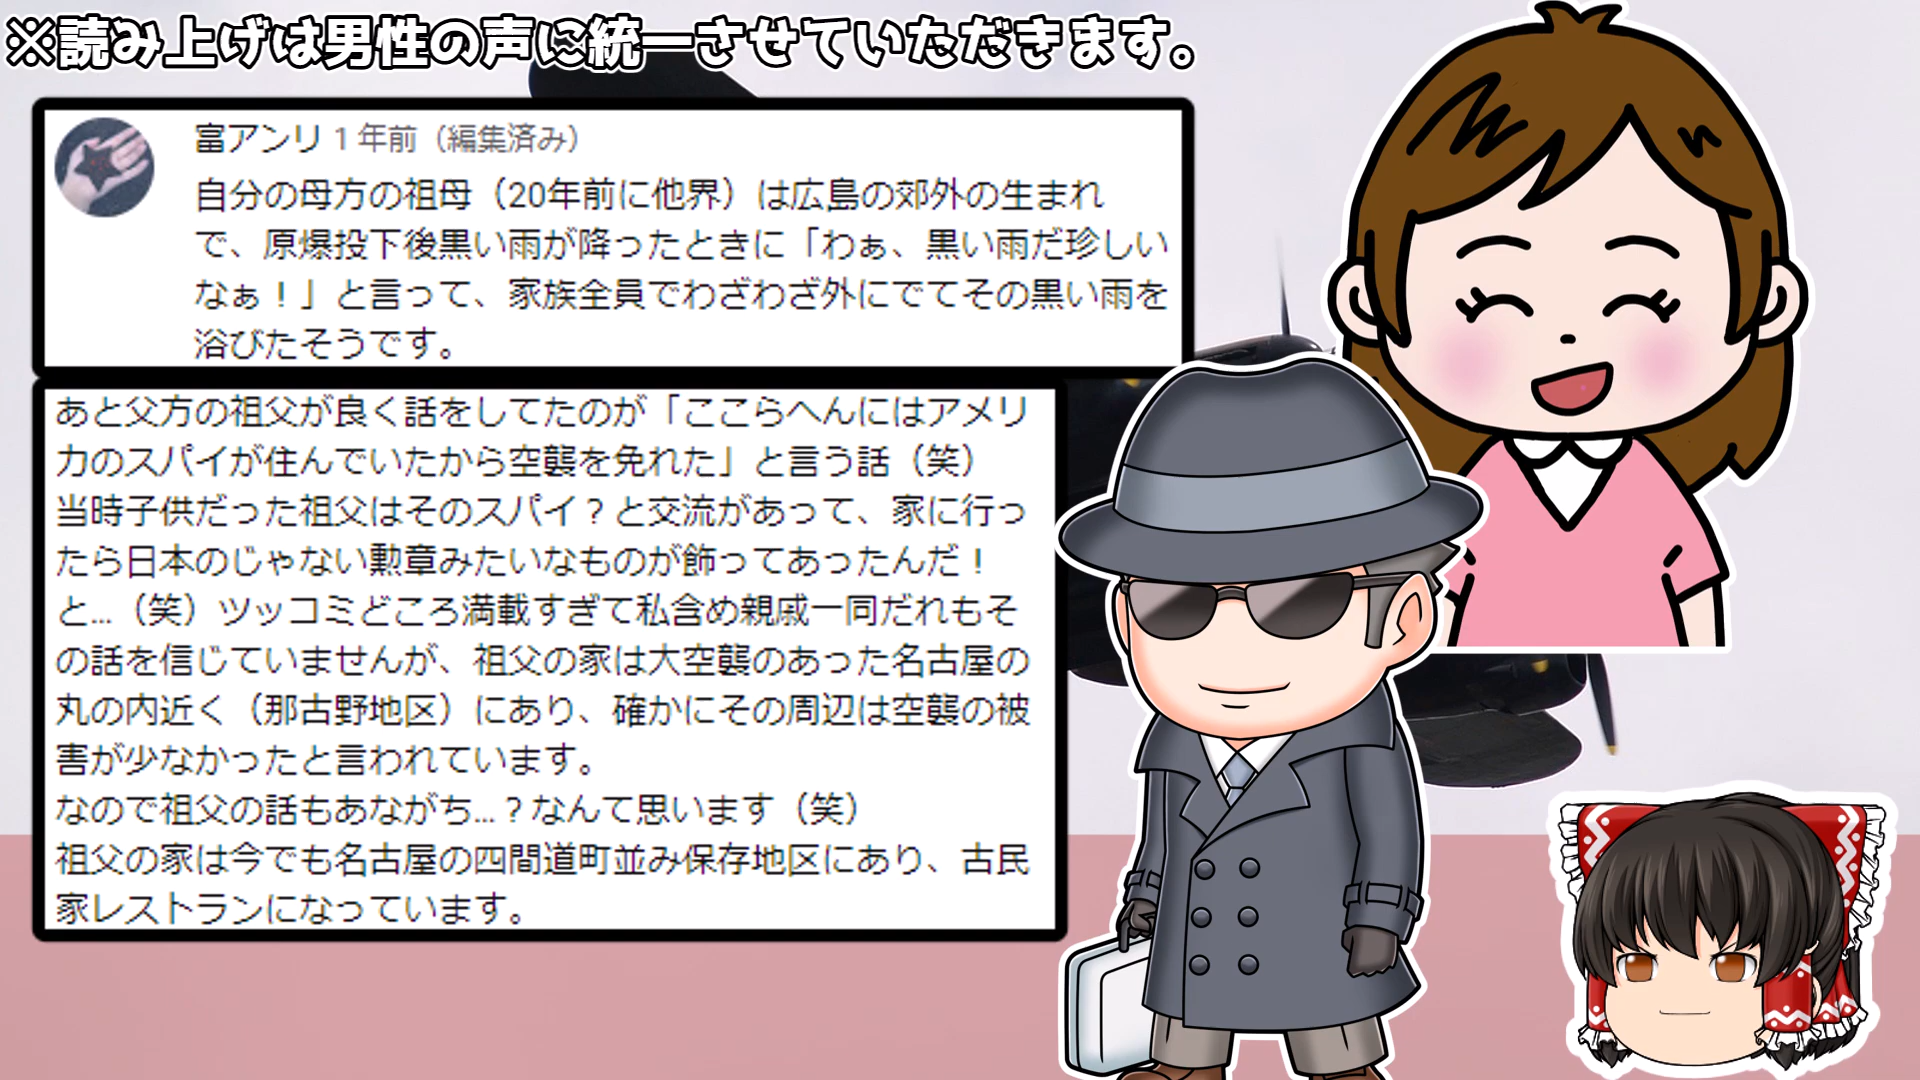 ※読み上げは男性の声に統一させていただきます。
富アンリ 1 年前（編集済み）
自分の母方の祖母（20年前に他界）は広島の郊外の生まれ
で、原爆投下後黒い雨が降ったときに「わぁ、黒い雨だ珍しい
なぁ！」と言って、家族全員でわざわざ外にでてその黒い雨を
浴びたそうです。
あと父方の祖父が良く話をしてたのが「ここらへんにはアメリ
カのスパイが住んでいたから空襲を免れた」と言う話（笑）
当時子供だった祖父はそのスパイ？と交流があって、家に行っ
たら日本のじゃない勲章みたいなものが飾ってあったんだ！
と...（笑）ツッコミどころ満載すぎて私含め親戚一同だれもそ
の話を信じていませんが、祖父の家は大空襲のあった名古屋の
丸の内近く（那古野地区）にあり、確かにその周辺は空襲の被
害が少なかったと言われています。
なので祖父の話もあながち...？なんて思います（笑）
祖父の家は今でも名古屋の四間道町並み保存地区にあり、古民
家レストランになっています。